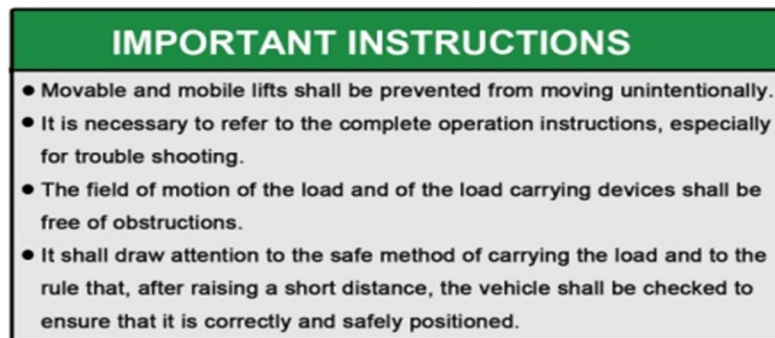 IMPORTANT INSTRUCTIONS
● Movable and mobile lifts shall be prevented from moving unintentionally.
● It is necessary to refer to the complete operation instructions, especially
for trouble shooting.
● The field of motion of the load and of the load carrying devices shall be
free of obstructions.
● It shall draw attention to the safe method of carrying the load and to the
rule that, after raising a short distance, the vehicle shall be checked to
ensure that it is correctly and safely positioned.